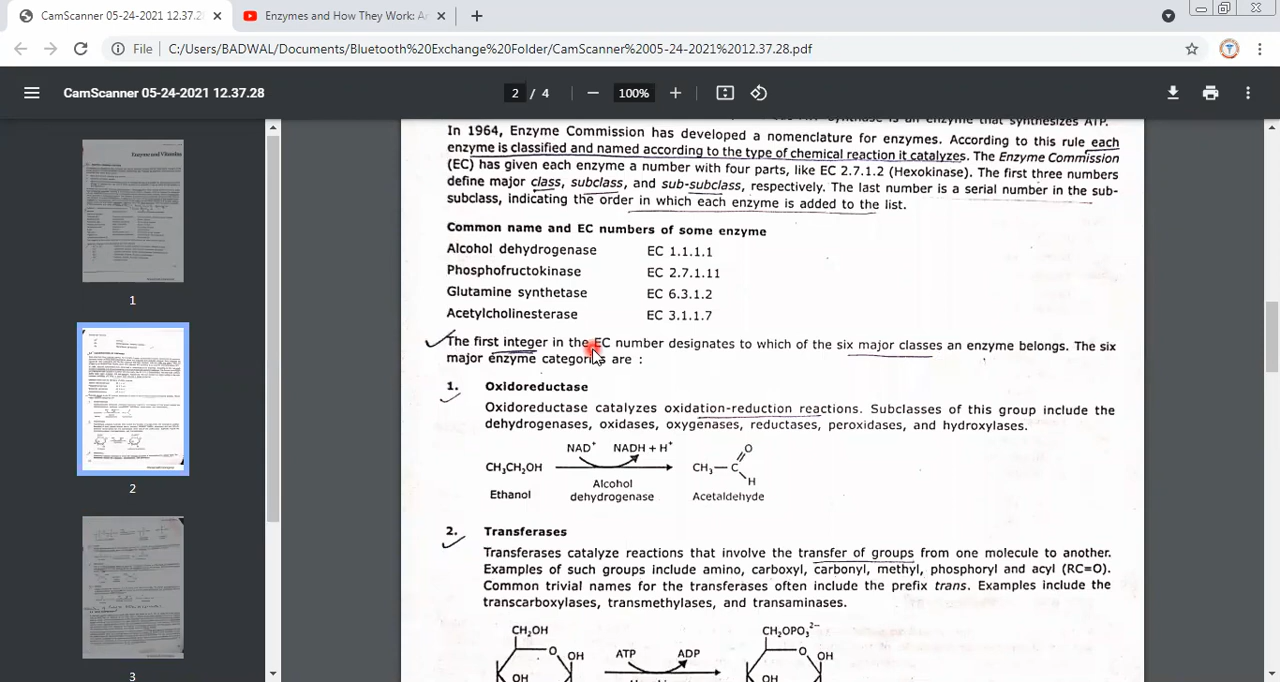 CamScanner 05-24-2021 12.37.2
Enzymes and How They Work: A
File
C:/Users/BADWAL/Documents/Bluetooth%20Exchange%20Folder/CamScanner%2005-24-2021%2012.37.28.pdf
CamScanner 05-24-2021 12.37.28
2 / 4
100%
is an enzyme that synthesizes ATP.
In 1964, Enzyme Commission has developed a nomenclature for enzymes. According to this rule each
enzyme is classified and named according to the type of chemical reaction it catalyzes. The Enzyme Commission
(EC) has given each enzyme a number with four parts, like EC 2.7.1.2 (Hexokinase). The first three numbers
define major class, subclass, and sub-subclass, respectively. The last number is a serial number in the sub-
subclass, indicating the order in which each enzyme is added to the list.
Common name and EC numbers of some enzyme
Alcohol dehydrogenase EC 1.1.1.1
Phosphofructokinase EC 2.7.1.11
Glutamine synthetase EC 6.3.1.2
Acetylcholinesterase EC 3.1.1.7
The first integer in the EC number designates to which of the six major classes an enzyme belongs. The six
major enzyme categories are :
1. Oxidoreductase
Oxidoreductase catalyzes oxidation-reduction reactions. Subclasses of this group include the
dehydrogenases, oxidases, oxygenases, reductases, peroxidases, and hydroxylases.
NAD+ NADH + H+
O
CH3CH2OH CH3—C
H
Alcohol
dehydrogenase
Ethanol Acetaldehyde
2. Transferases
Transferases catalyze reactions that involve the transfer of groups from one molecule to another.
Examples of such groups include amino, carboxyl, carbonyl, methyl, phosphoryl and acyl (RC=O).
Common trivial names for the transferases often include the prefix trans. Examples include the
transcarboxylases, transmethylases, and transaminases.
CH2OH CH2OPO3 2−
O OH ATP ADP O OH
OH OH
1
2
3